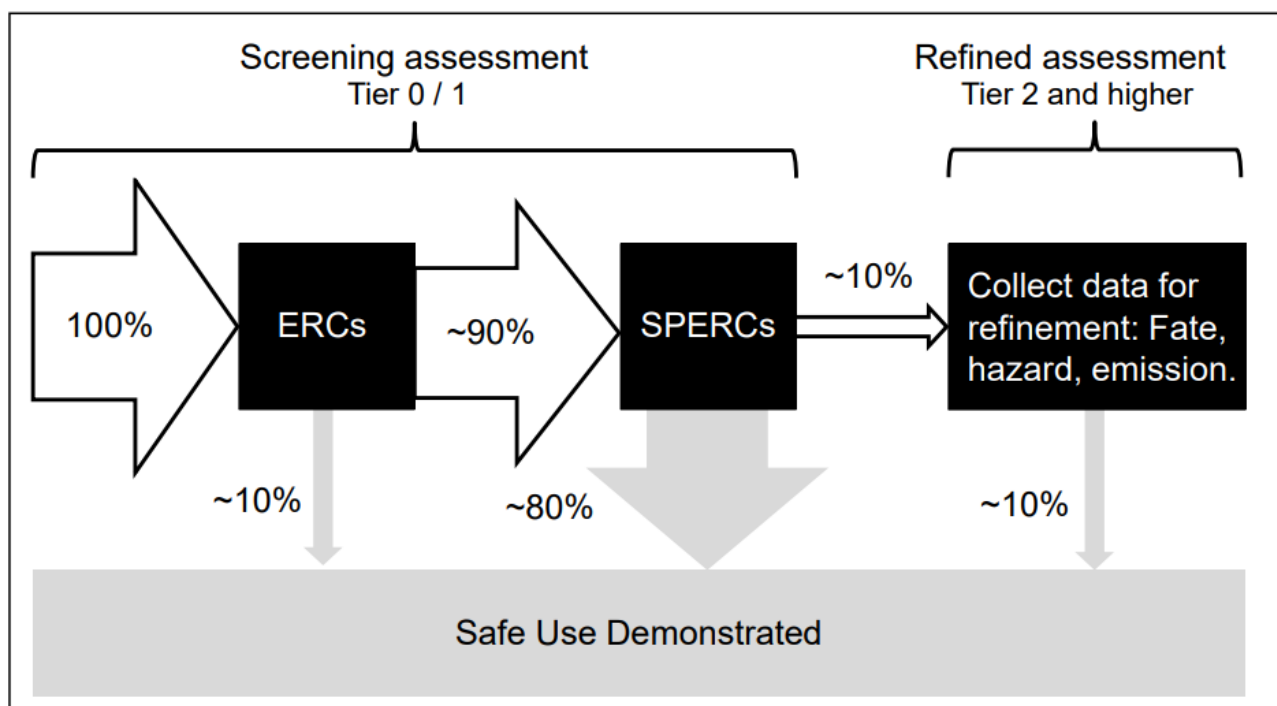 Screening assessment
Tier 0 / 1
Refined assessment
Tier 2 and higher
100%
ERCs
~90%
SPERCs
~10%
Collect data for
refinement: Fate,
hazard, emission.
~10%
~80%
~10%
Safe Use Demonstrated